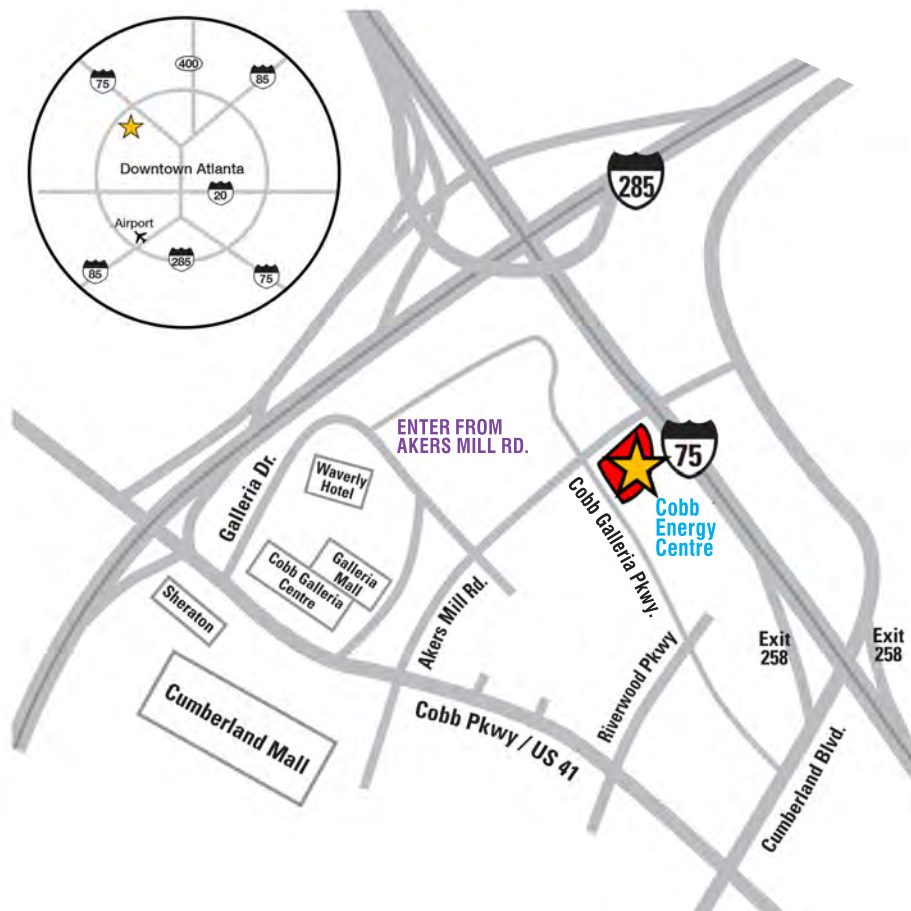 400
75
85
Downtown Atlanta
20
Airport
285
85
75
285
ENTER FROM
AKERS MILL RD.
75
Galleria Dr.
Waverly
Hotel
Cobb
Energy
Centre
Cobb Galleria Pkwy.
Galleria
Mall
Cobb Galleria
Centre
Sheraton
Akers Mill Rd.
Exit
258
Exit
258
Riverwood Pkwy
Cumberland Mall
Cobb Pkwy / US 41
Cumberland Blvd.